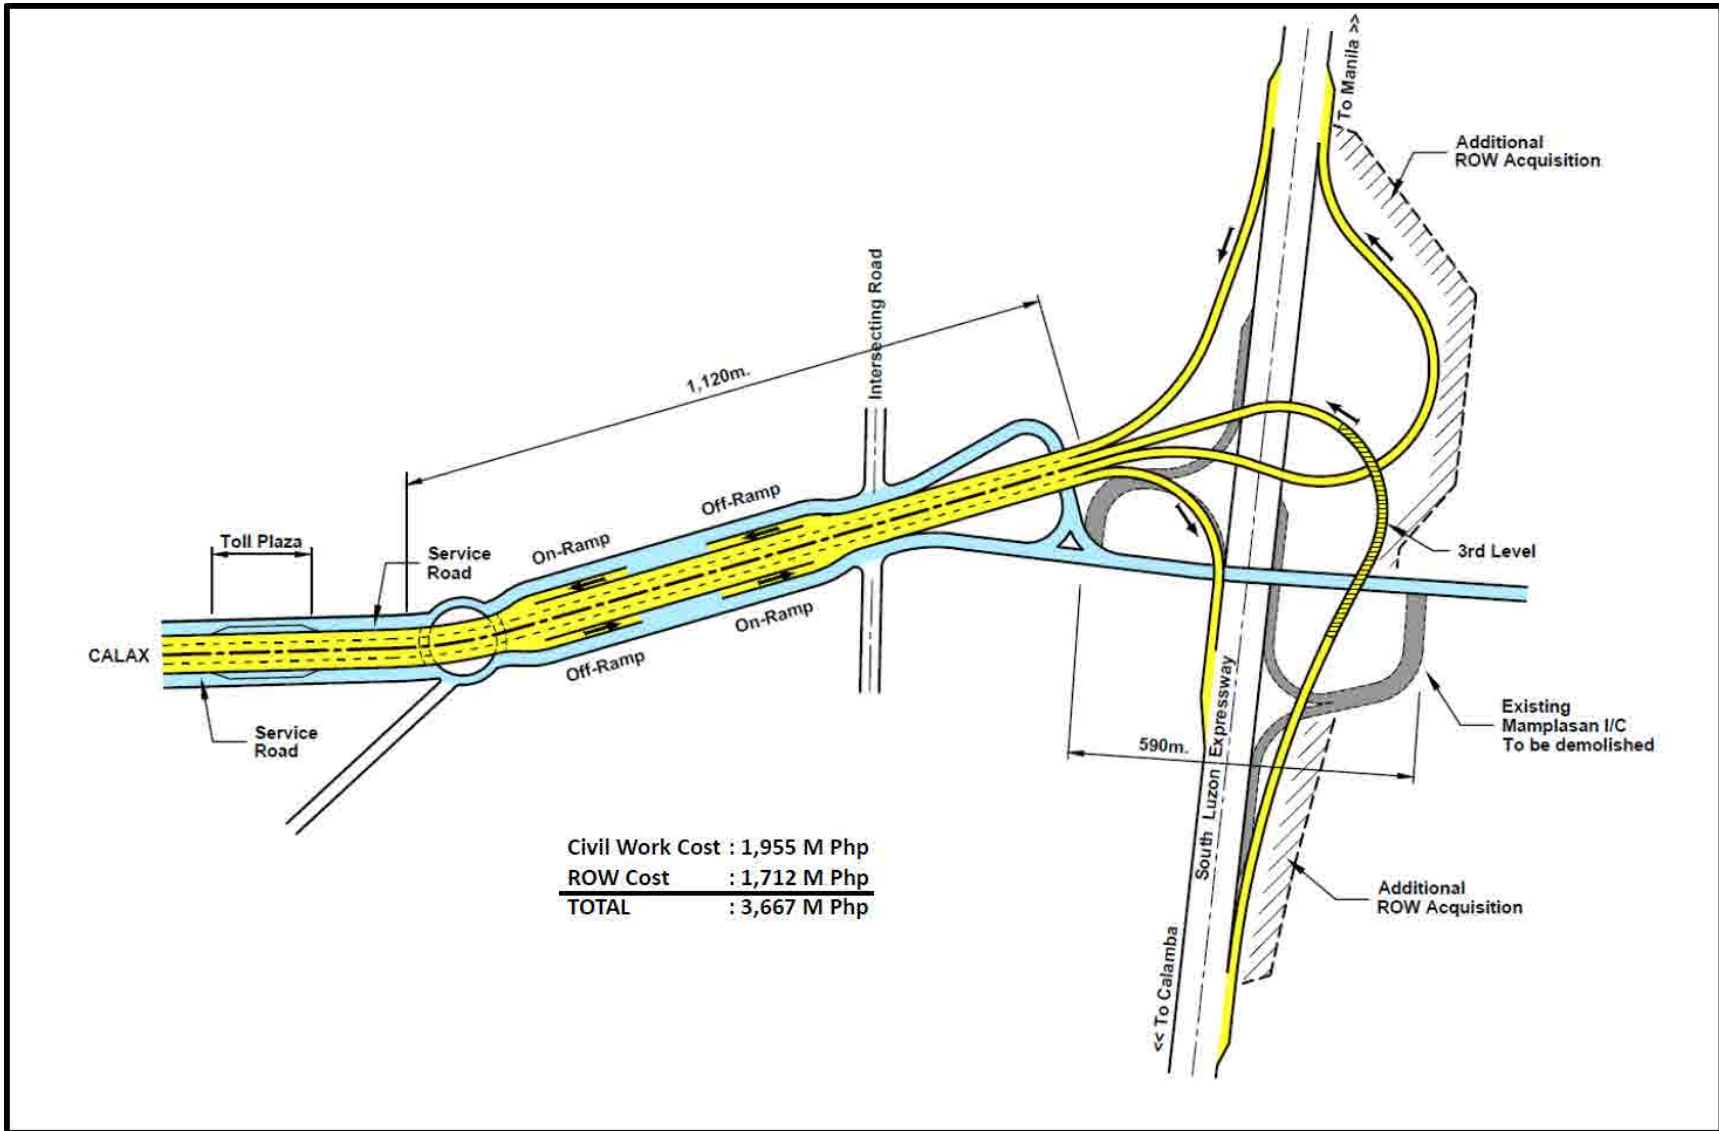 To Manila >>
Additional
ROW Acquisition
Intersecting Road
1,120m.
Off-Ramp
On-Ramp
Toll Plaza
Service
Road
3rd Level
CALAX
On-Ramp
Off-Ramp
Service
Road
South Luzon Expressway
590m.
Existing
Mamplasan I/C
To be demolished
Civil Work Cost : 1,955 M Php
ROW Cost : 1,712 M Php
TOTAL : 3,667 M Php
Additional
ROW Acquisition
<< To Calamba